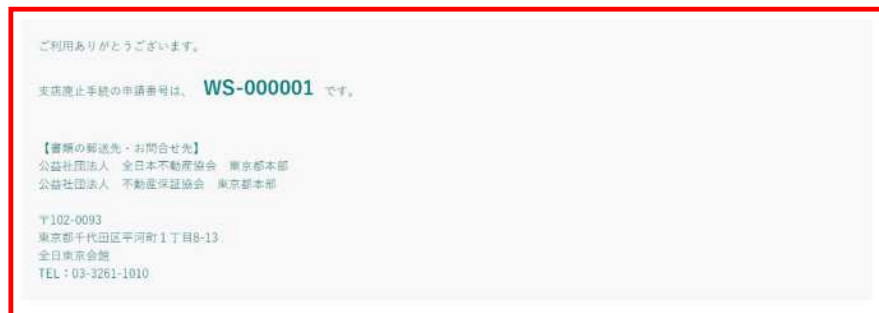 ご利用ありがとうございます。
支店廃止手続の申請番号は、 WS-000001 です。
【書類の郵送先・お問合せ先】
公益社団法人　全日本不動産協会　東京都本部
公益社団法人　不動産保証協会　東京都本部
〒102-0093
東京都千代田区平河町１丁目8-13
全日東京会館
TEL：03-3261-1010